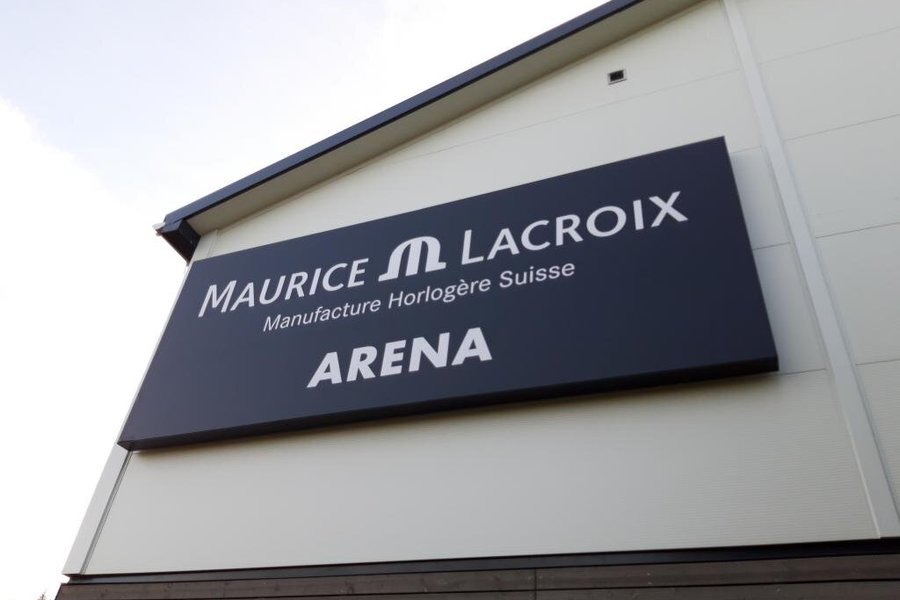 MAURICE LACROIX
Manufacture Horlogère Suisse
ARENA